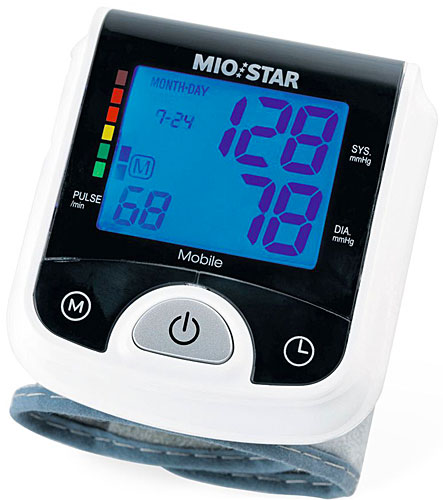 MIO STAR
MONTH-DAY
7-24
128
SYS.
mmHg
M
PULSE
/min
68
78
DIA.
mmHg
Mobile
M